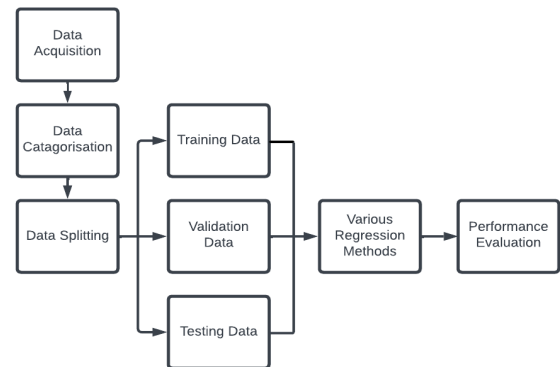 Data
Acquisition
Data
Catagorisation
Data Splitting
Training Data
Validation
Data
Testing Data
Various
Regression
Methods
Performance
Evaluation